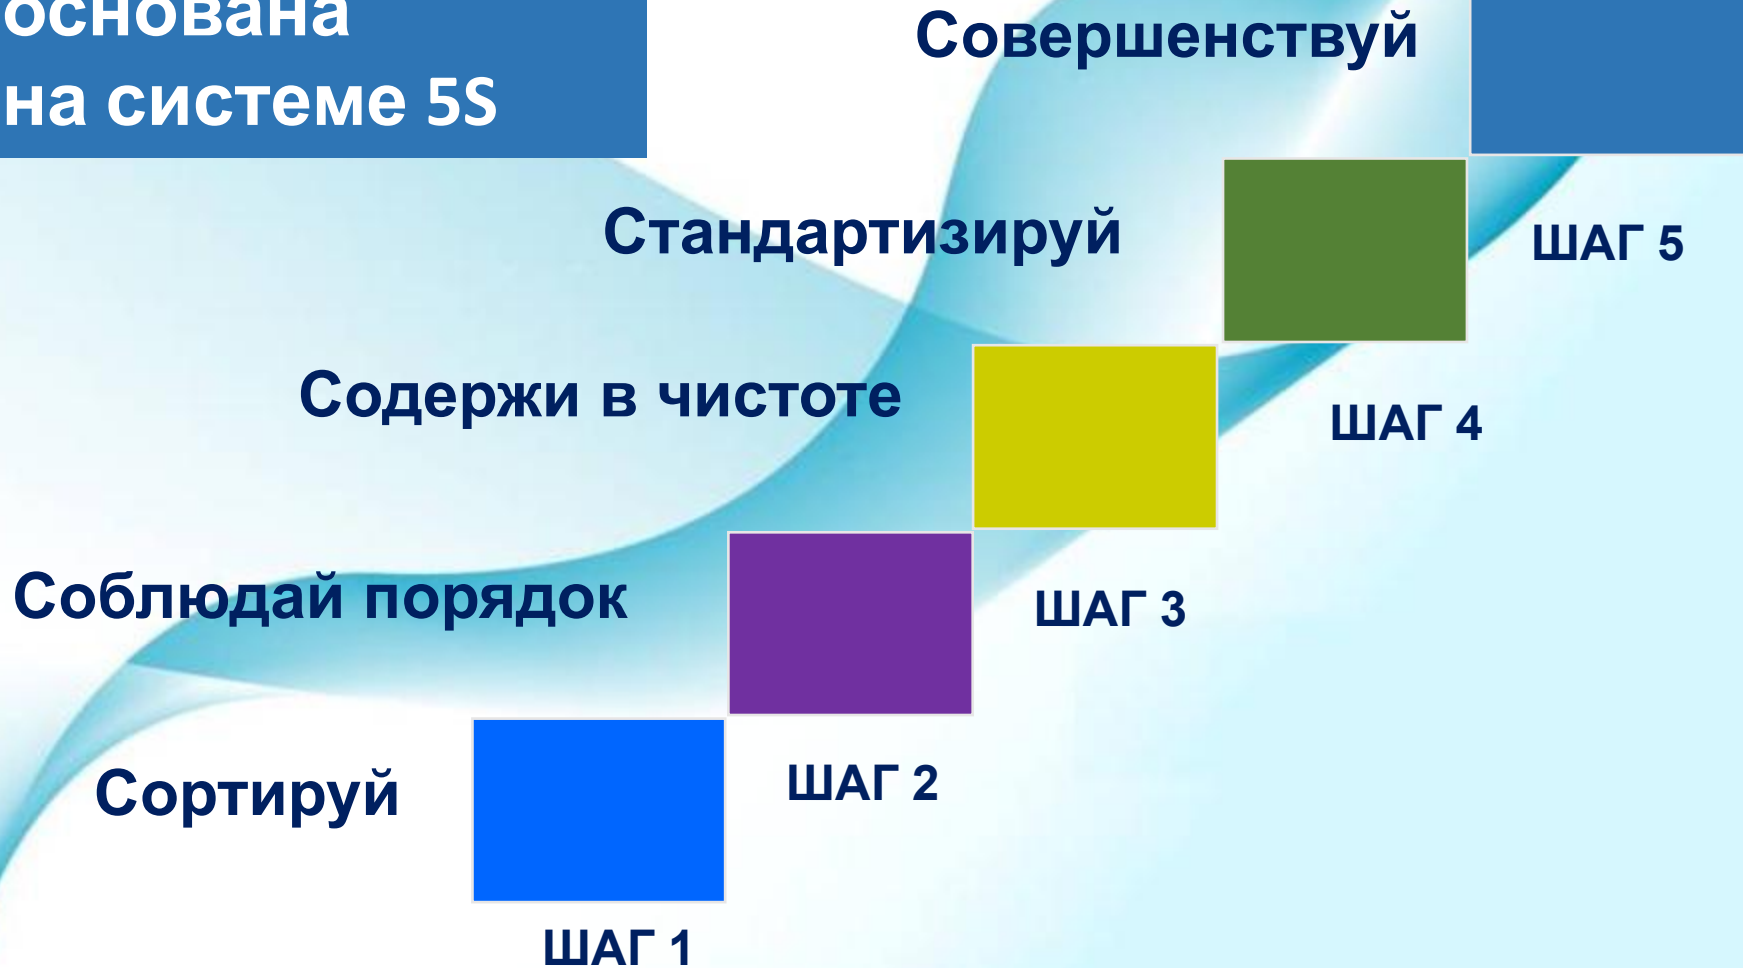 основана
на системе 5S
Совершенствуй
Стандартизируй
ШАГ 5
Содержи в чистоте
ШАГ 4
Соблюдай порядок
ШАГ 3
Сортируй
ШАГ 2
ШАГ 1